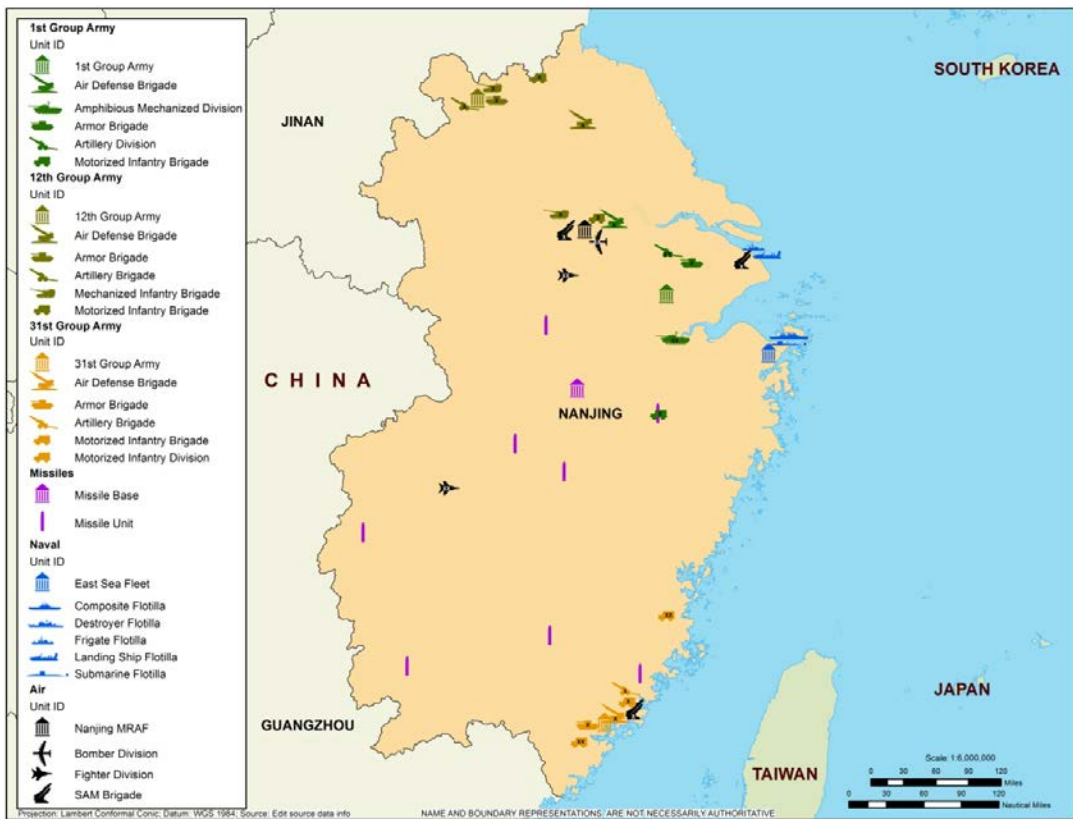 1st Group Army
Unit ID
1st Group Army
Air Defense Brigade
Amphibious Mechanized Division
Armor Brigade
Artillery Division
Motorized Infantry Brigade
12th Group Army
Unit ID
12th Group Army
Air Defense Brigade
Armor Brigade
Artillery Brigade
Mechanized Infantry Brigade
Motorized Infantry Brigade
31st Group Army
Unit ID
31st Group Army
Air Defense Brigade
Armor Brigade
Artillery Brigade
Motorized Infantry Brigade
Motorized Infantry Division
Missiles
Missile Base
Missile Unit
Naval
Unit ID
East Sea Fleet
Composite Flotilla
Destroyer Flotilla
Frigate Flotilla
Landing Ship Flotilla
Submarine Flotilla
Air
Unit ID
Nanjing MRAF
Bomber Division
Fighter Division
SAM Brigade
SOUTH KOREA
JINAN
CHINA
NANJING
GUANGZHOU
JAPAN
TAIWAN
Scale: 1:6,000,000
0 30 60 90 120
Miles
0 30 60 90 120
Nautical Miles
Projection: Lambert Conformal Conic; Datum: WGS 1984; Source: Edit source data info
NAME AND BOUNDARY REPRESENTATIONS ARE NOT NECESSARILY AUTHORITATIVE